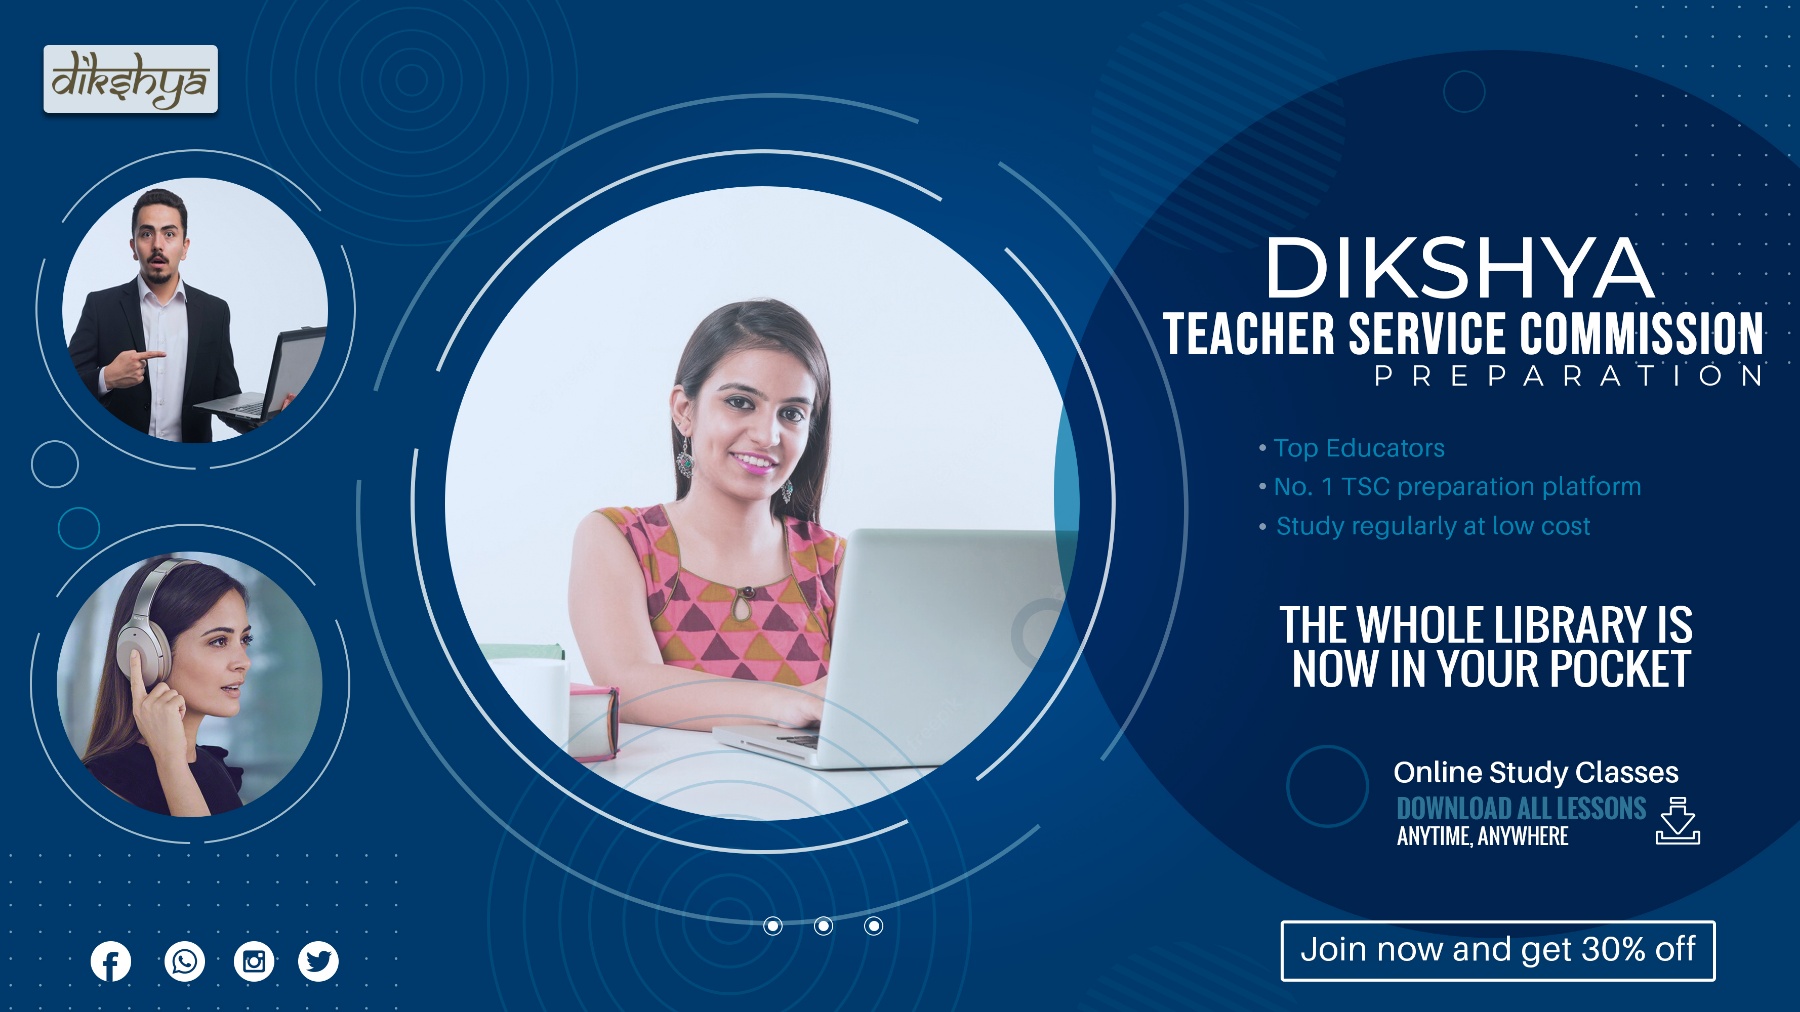 dikshya
DIKSHYA
TEACHER SERVICE COMMISSION
PREPARATION
• Top Educators
• No. 1 TSC preparation platform
• Study regularly at low cost
THE WHOLE LIBRARY IS
NOW IN YOUR POCKET
Online Study Classes
DOWNLOAD ALL LESSONS
ANYTIME, ANYWHERE
Join now and get 30% off